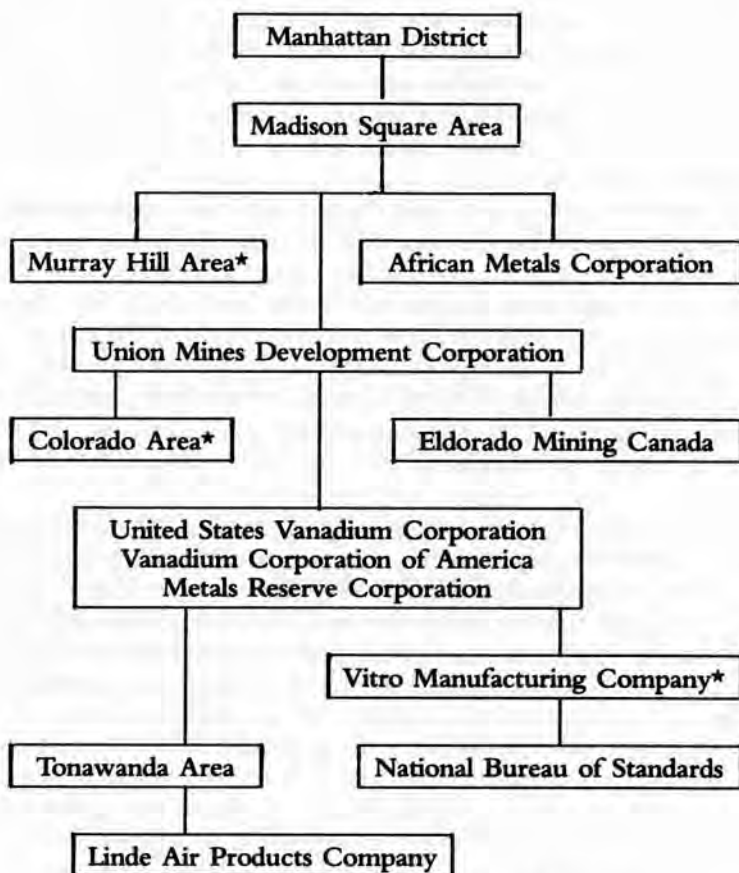 Manhattan District
Madison Square Area
Murray Hill Area*
African Metals Corporation
Union Mines Development Corporation
Colorado Area*
Eldorado Mining Canada
United States Vanadium Corporation
Vanadium Corporation of America
Metals Reserve Corporation
Vitro Manufacturing Company*
Tonawanda Area
National Bureau of Standards
Linde Air Products Company